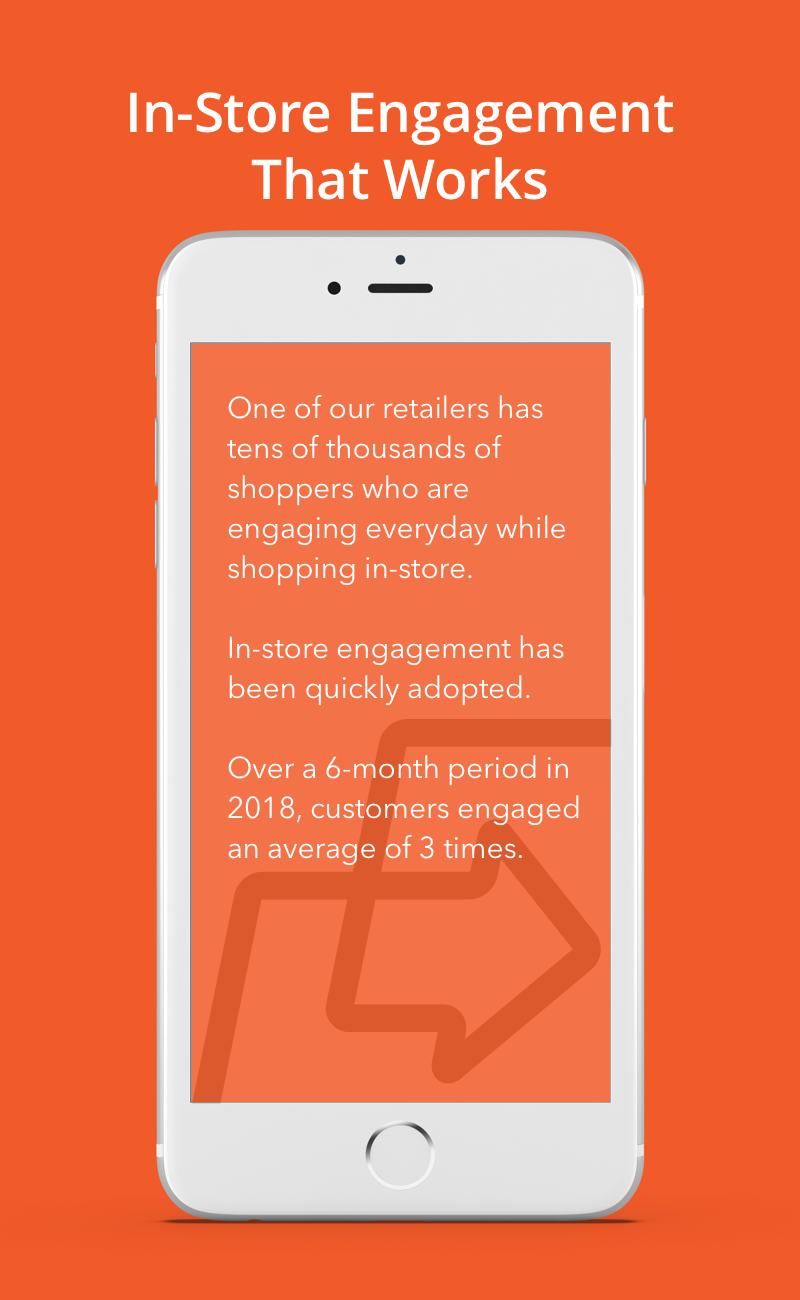 In-Store Engagement
That Works
One of our retailers has
tens of thousands of
shoppers who are
engaging everyday while
shopping in-store.
In-store engagement has
been quickly adopted.
Over a 6-month period in
2018, customers engaged
an average of 3 times.